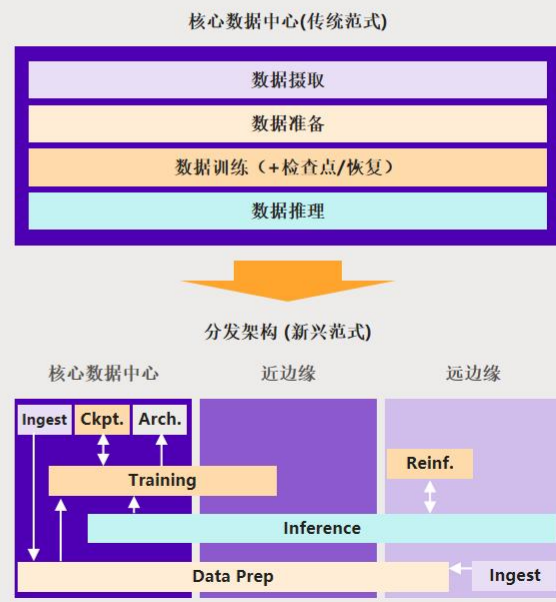 核心数据中心(传统范式)
数据摄取
数据准备
数据训练（+检查点/恢复）
数据推理
分发架构 (新兴范式)
核心数据中心 近边缘 远边缘
Ingest Ckpt. Arch.
Reinf.
Training
Inference
Data Prep Ingest